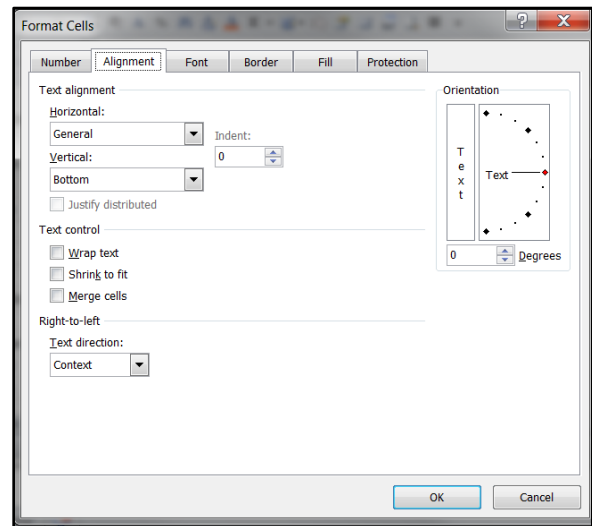 Format Cells
Number Alignment Font Border Fill Protection
Text alignment
Horizontal:
General
Indent:
0
Vertical:
Bottom
Justify distributed
Text control
Wrap text
Shrink to fit
Merge cells
Right-to-left
Text direction:
Context
Orientation
Text
Text
0 Degrees
OK Cancel